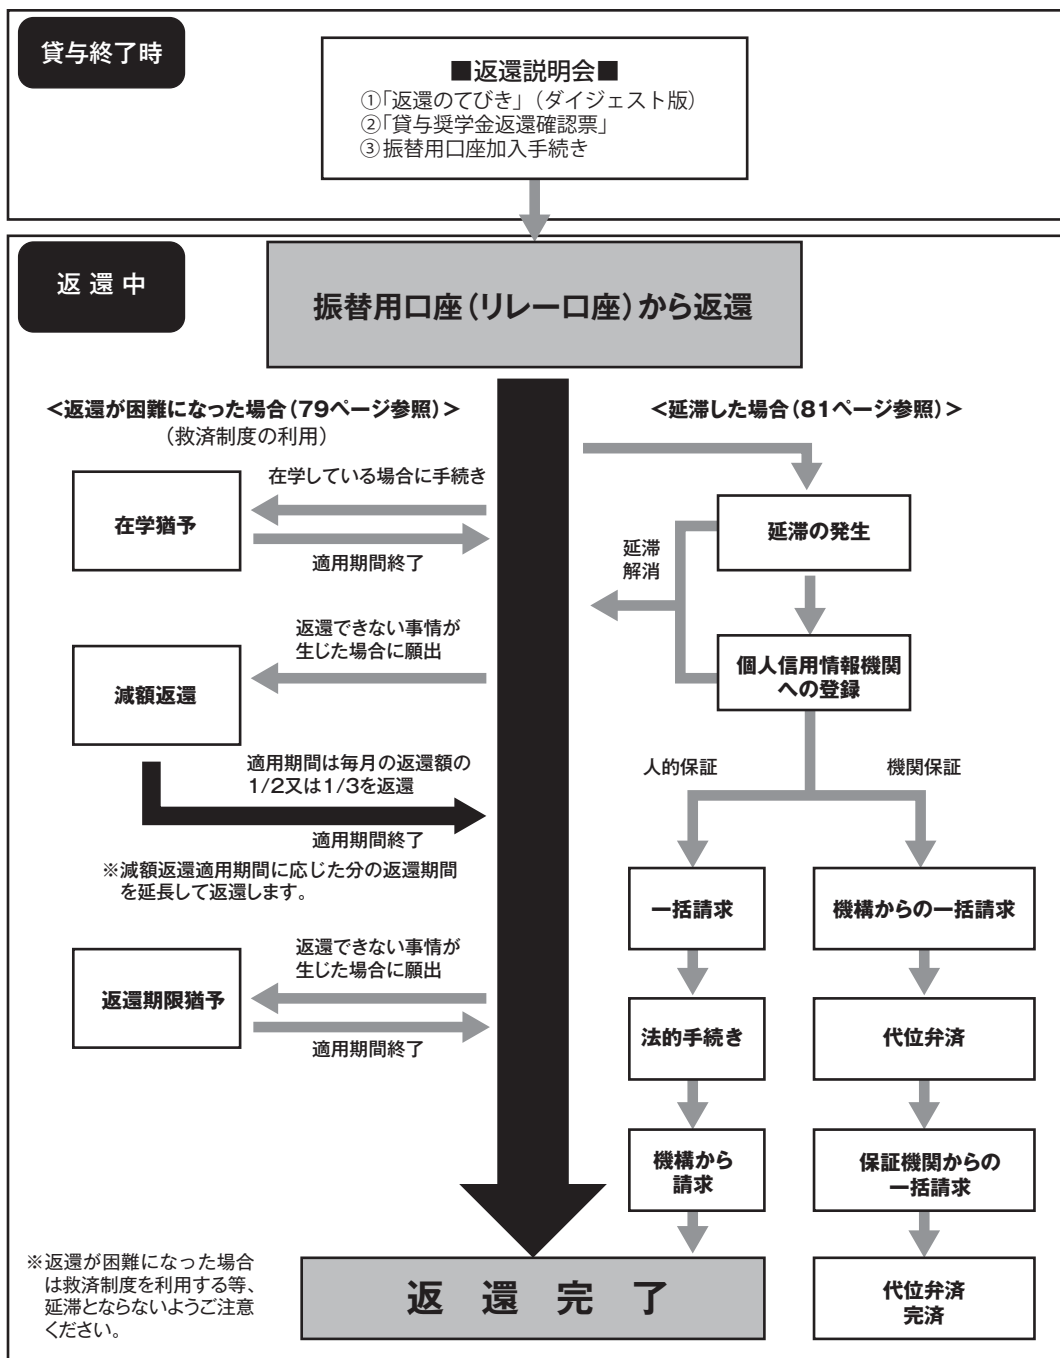 貸与終了時
■返還説明会■
①「返還のてびき」（ダイジェスト版）
②「貸与奨学金返還確認票」
③振替用口座加入手続き
返還中
振替用口座（リレー口座）から返還
＜返還が困難になった場合（79ページ参照）＞
（救済制度の利用）
在学している場合に手続き
在学猶予
適用期間終了
返還できない事情が
生じた場合に願出
減額返還
適用期間は毎月の返還額の
1/2又は1/3を返還
適用期間終了
※減額返還適用期間に応じた分の返還期間
を延長して返還します。
返還できない事情が
生じた場合に願出
返還期限猶予
適用期間終了
＜延滞した場合（81ページ参照）＞
延滞の発生
延滞
解消
個人信用情報機関
への登録
人的保証
機関保証
一括請求
機構からの一括請求
法的手続き
代位弁済
機構から
請求
保証機関からの
一括請求
※返還が困難になった場合
は救済制度を利用する等、
延滞とならないようご注意
ください。
返還完了
代位弁済
完済